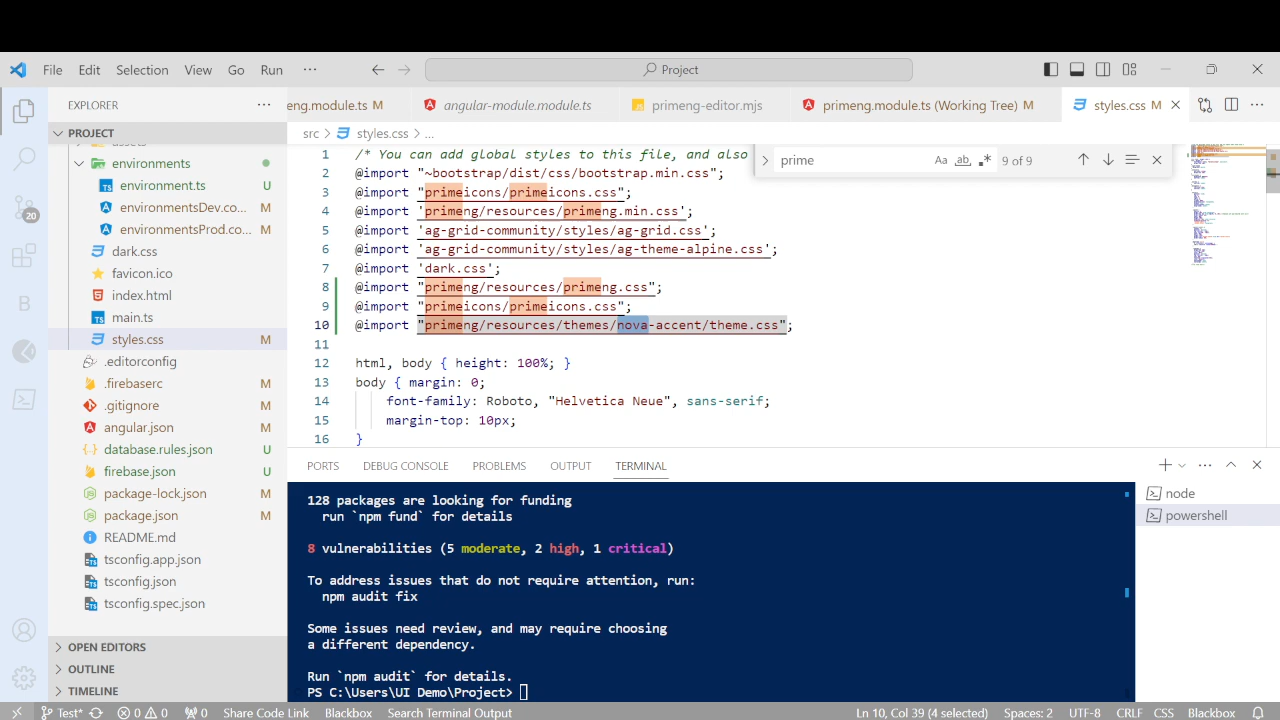 File Edit Selection View Go Run ··· Project
EXPLORER ···
eng.module.ts M angular-module.module.ts primeng-editor.mjs primeng.module.ts (Working Tree) M styles.css M ···
PROJECT
src > styles.css > ...
prime ab .* 9 of 9
environments
environment.ts U
environmentsDev.co... M
environmentsProd.co... M
dark.css
favicon.ico
index.html
main.ts
styles.css M
.editorconfig
.firebaserc M
.gitignore M
angular.json M
database.rules.json U
firebase.json U
package-lock.json M
package.json M
README.md
tsconfig.app.json
tsconfig.json
tsconfig.spec.json
OPEN EDITORS
OUTLINE
TIMELINE
20
1 * You can add global styles to this file, and also
2 @import "~bootstrap/dist/css/bootstrap.min.css";
3 @import "primeicons/primeicons.css";
4 @import "primeng/resources/primeng.min.css";
5 @import 'ag-grid-community/styles/ag-grid.css';
6 @import "ag-grid-community/styles/ag-theme-alpine.css";
7 @import 'dark.css';
8 @import "primeng/resources/primeng.css";
9 @import "primeicons/primeicons.css";
10 @import "primeng/resources/themes/nova-accent/theme.css";
11
12 html, body { height: 100%; }
13 body { margin: 0;
14 font-family: Roboto, "Helvetica Neue", sans-serif;
15 margin-top: 10px;
16 }
PORTS DEBUG CONSOLE PROBLEMS OUTPUT TERMINAL ···
128 packages are looking for funding
run `npm fund` for details
8 vulnerabilities (5 moderate, 2 high, 1 critical)
To address issues that do not require attention, run:
npm audit fix
Some issues need review, and may require choosing
a different dependency.
Run `npm audit` for details.
PS C:\Users\UI Demo\Project>
node
powershell
Test* 0 0 0 Share Code Link Blackbox Search Terminal Output Ln 10, Col 39 (4 selected) Spaces: 2 UTF-8 CRLF CSS Blackbox